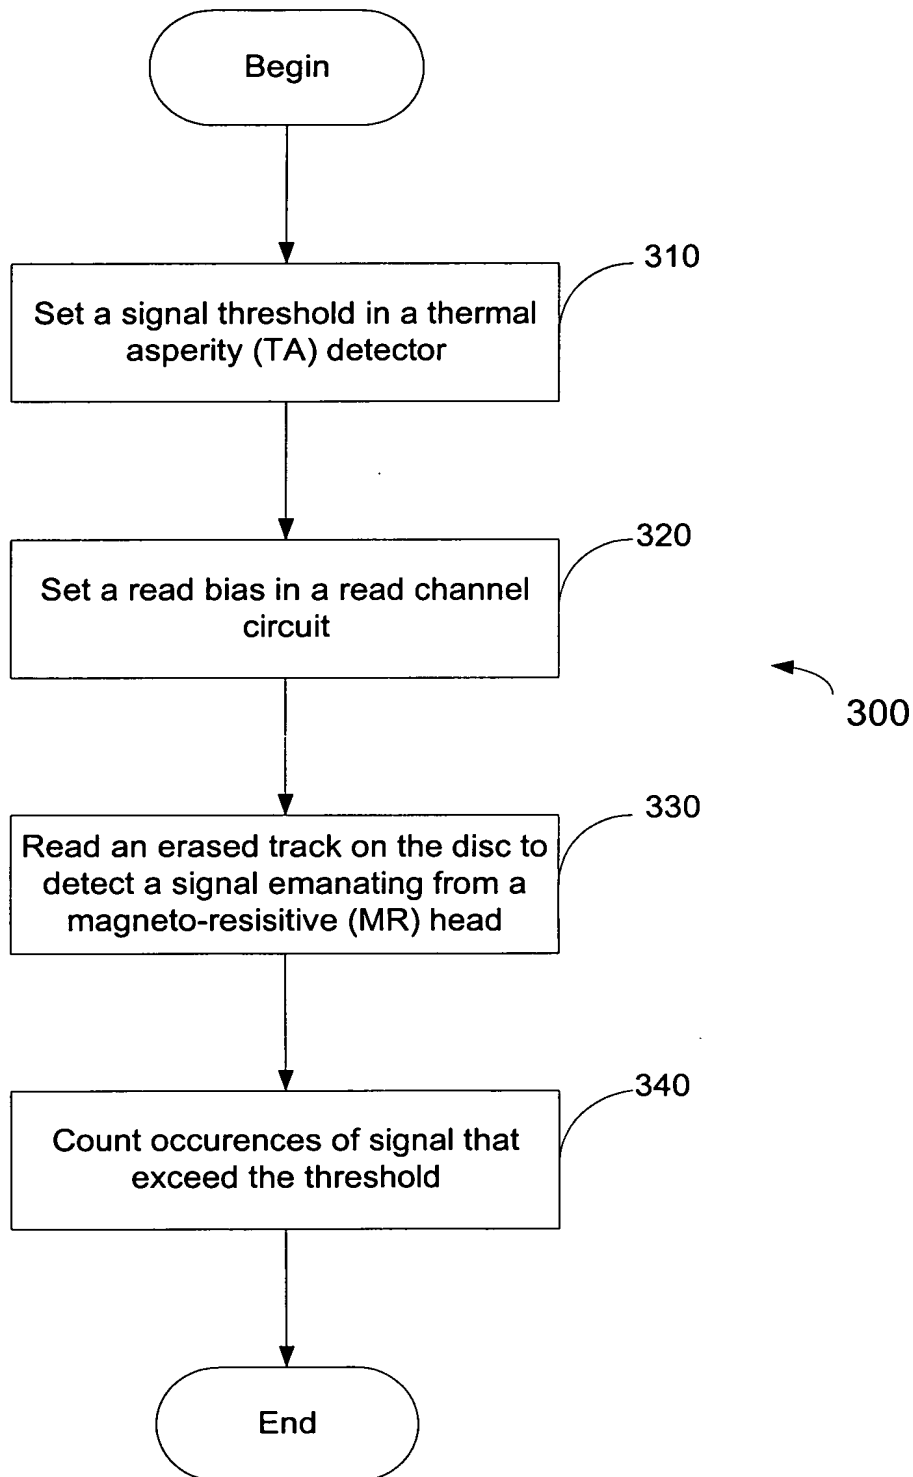 Begin
310
Set a signal threshold in a thermal
asperity (TA) detector
320
Set a read bias in a read channel
circuit
300
330
Read an erased track on the disc to
detect a signal emanating from a
magneto-resisitive (MR) head
340
Count occurences of signal that
exceed the threshold
End